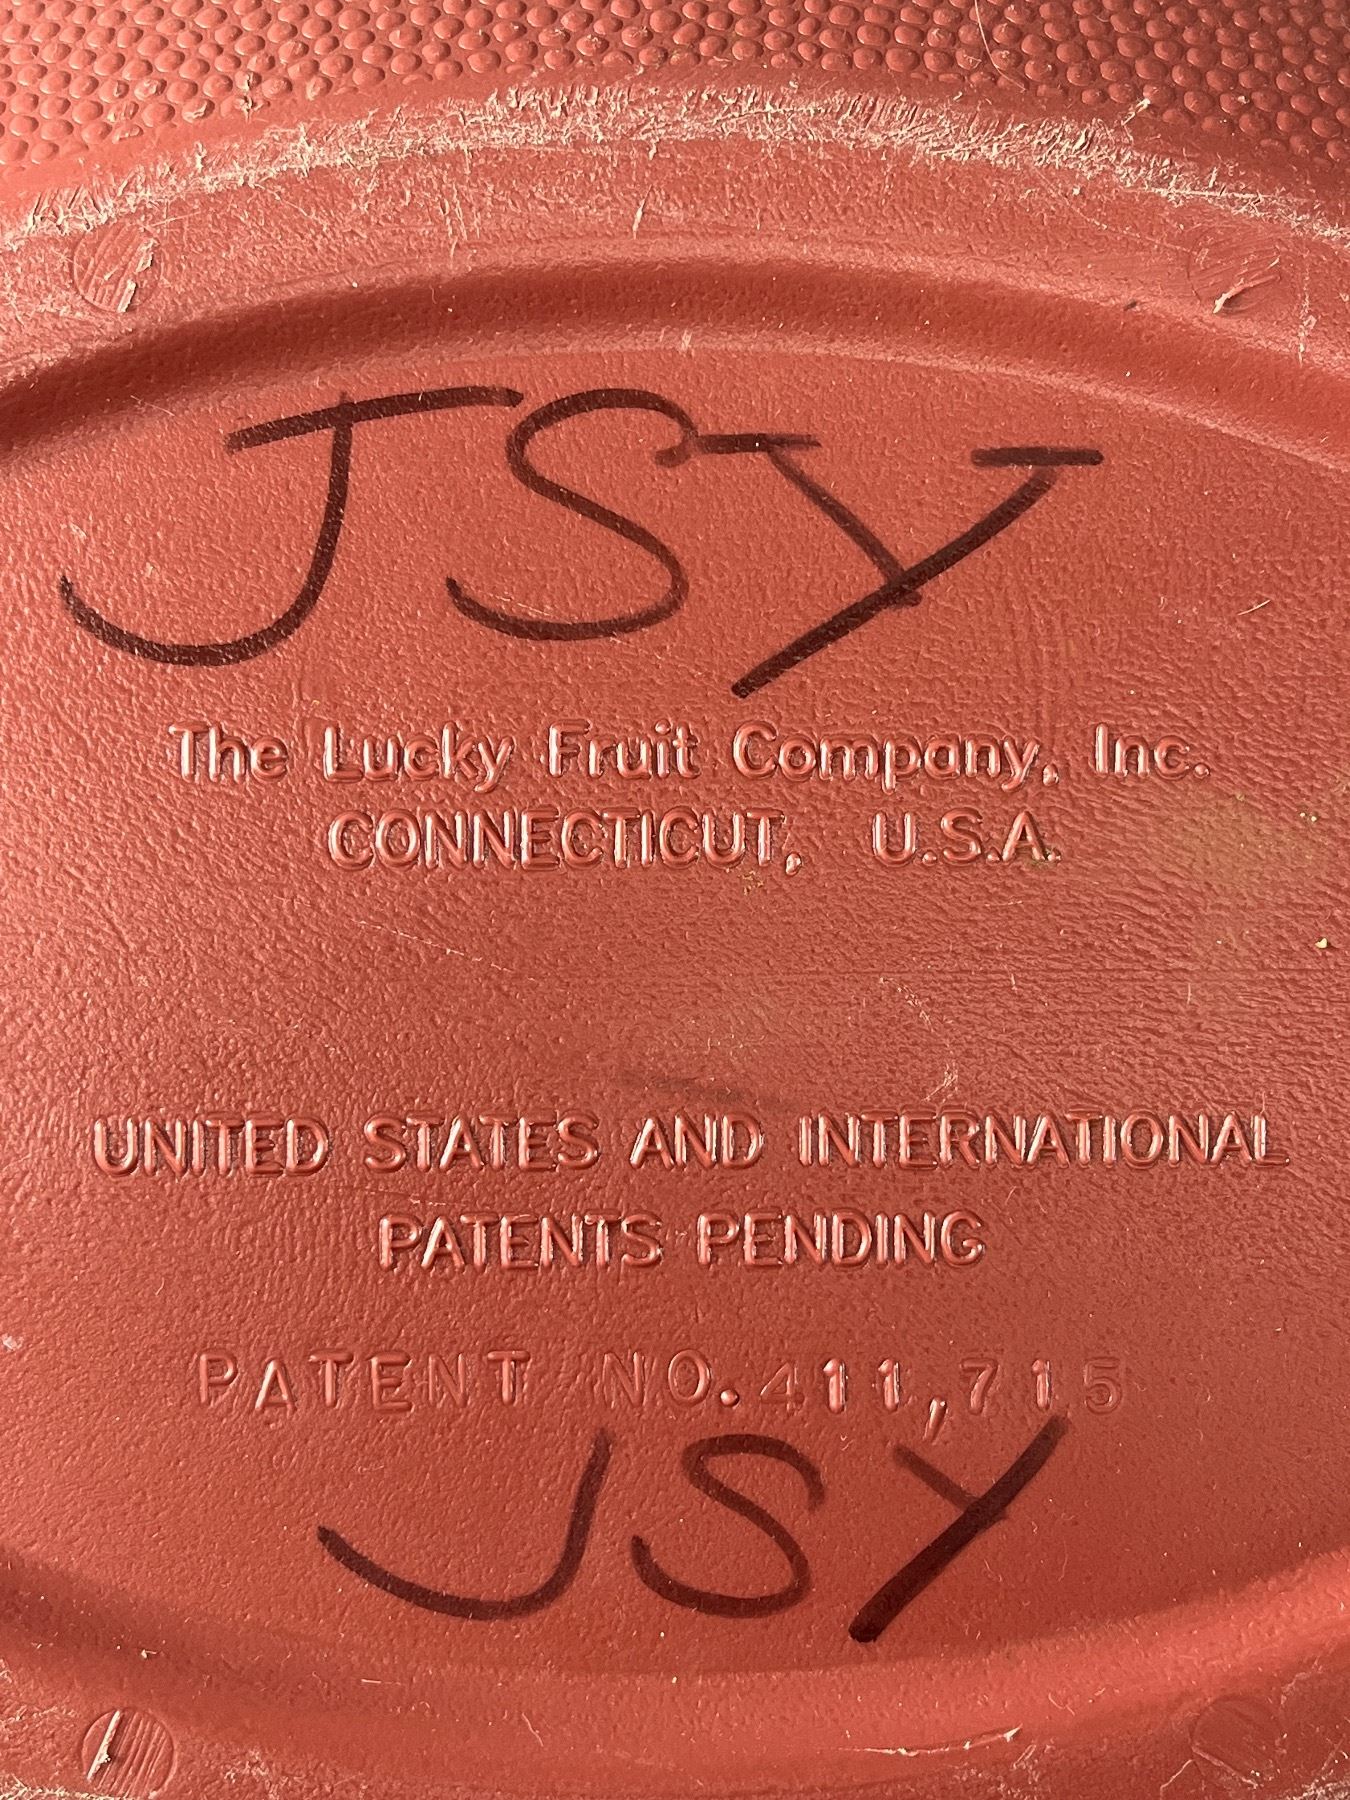 JSY
The Lucky Fruit Company, Inc.
CONNECTICUT, U.S.A.
UNITED STATES AND INTERNATIONAL
PATENTS PENDING
PATENT NO. 411,715
JSY